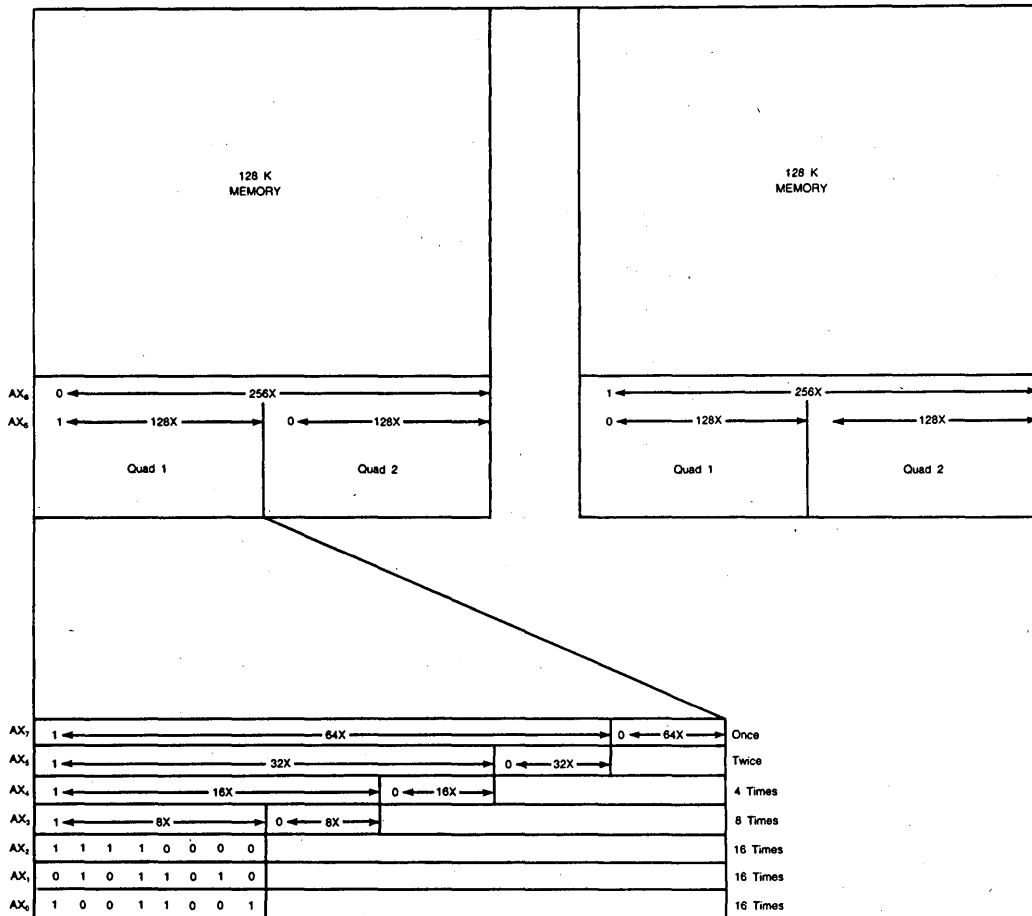 128 K
MEMORY
128 K
MEMORY
AX₈ 0 256X 1 256X
AX₆ 1 128X 0 128X 0 128X 128X
Quad 1 Quad 2 Quad 1 Quad 2
AX₇ 1 64X 0 64X Once
AX₅ 1 32X 0 32X Twice
AX₄ 1 16X 0 16X 4 Times
AX₃ 1 8X 0 8X 8 Times
AX₂ 1 1 1 1 0 0 0 0 16 Times
AX₁ 0 1 0 1 1 0 1 0 16 Times
AX₀ 1 0 0 1 1 0 0 1 16 Times